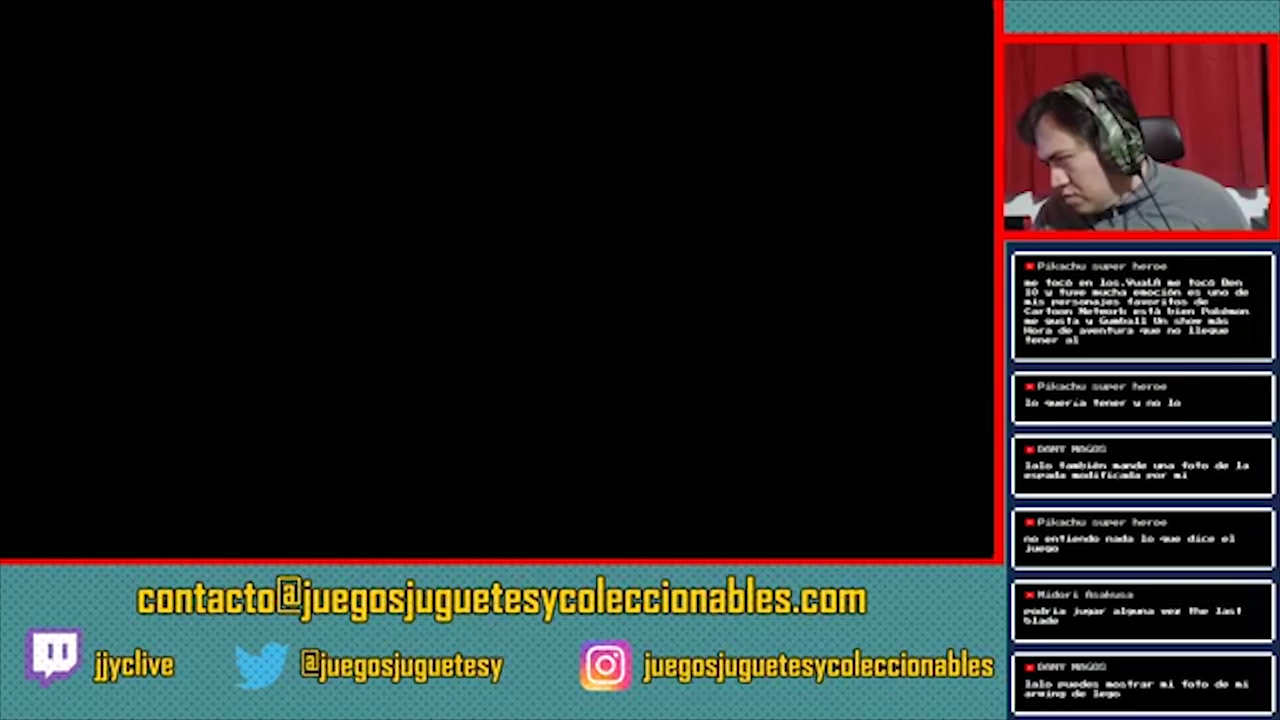 Pikachu super heroe
me tocó en los.YuaLA me tocó Ben
10 y tuve mucha emoción es uno de
mis personajes favoritos de
Cartoon Network está bien Pokémon
me gusta y Gumball Un show más
Hora de aventura que no llegue
tener al
Pikachu super heroe
lo quería tener y no lo
DANY MAGOS
lalo también mande una foto de la
espada modificada por mi
Pikachu super heroe
no entiendo nada lo que dice el
juego
Midori Asakusa
podria jugar alguna vez the last
blade
DANY MAGOS
lalo puedes mostrar mi foto de mi
arming de lego
contacto@juegosjuguetesycoleccionables.com
jjyclive
@juegosjuguetesy
juegosjuguetesycoleccionables